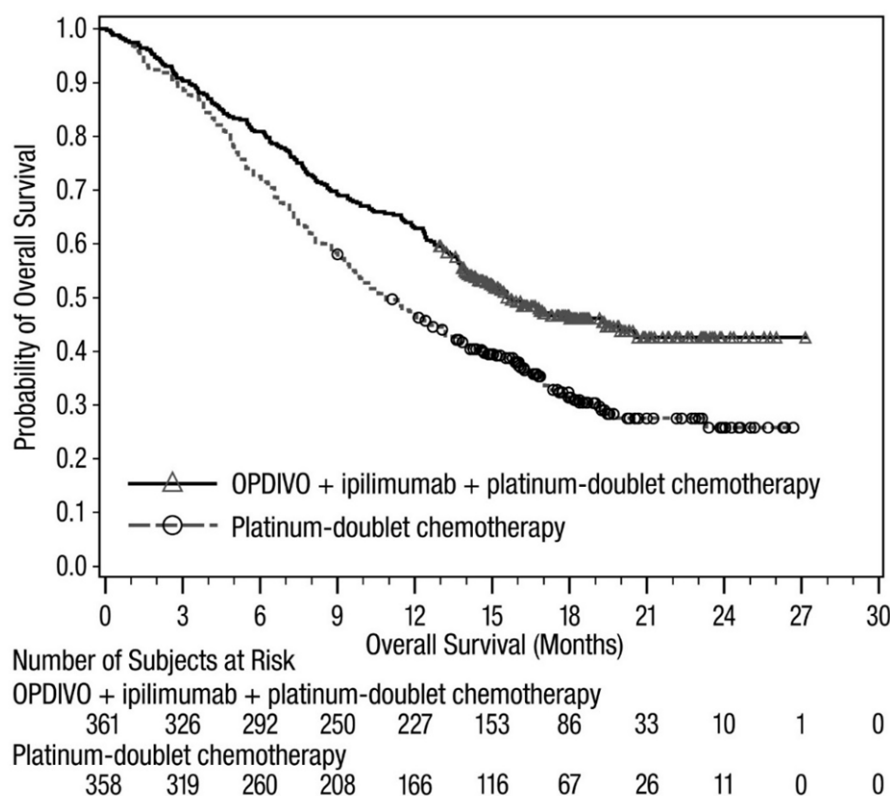 Probability of Overall Survival
1.0
0.9
0.8
0.7
0.6
0.5
0.4
0.3
0.2
0.1
0.0
OPDIVO + ipilimumab + platinum-doublet chemotherapy
Platinum-doublet chemotherapy
0 3 6 9 12 15 18 21 24 27 30
Overall Survival (Months)
Number of Subjects at Risk
OPDIVO + ipilimumab + platinum-doublet chemotherapy
361 326 292 250 227 153 86 33 10 1 0
Platinum-doublet chemotherapy
358 319 260 208 166 116 67 26 11 0 0